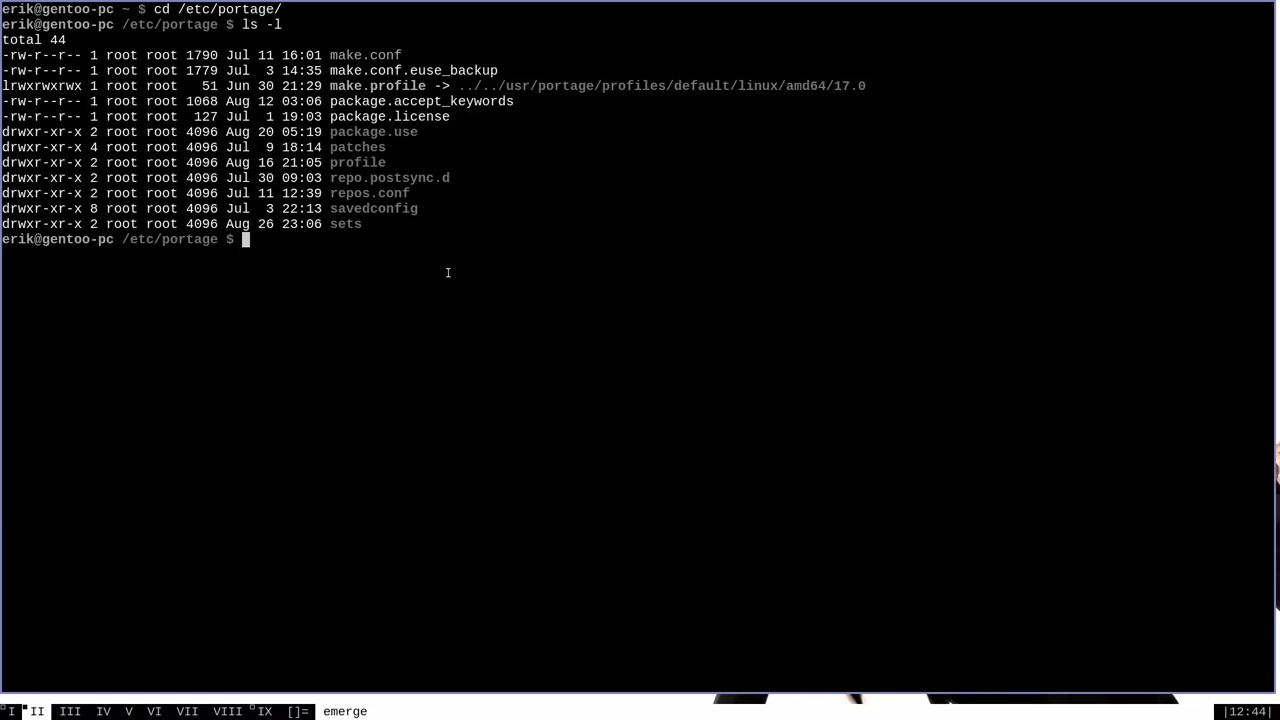 erik@gentoo-pc ~ $ cd /etc/portage/
erik@gentoo-pc /etc/portage $ ls -l
total 44
-rw-r--r-- 1 root root 1790 Jul 11 16:01 make.conf
-rw-r--r-- 1 root root 1779 Jul  3 14:35 make.conf.euse_backup
lrwxrwxrwx 1 root root   51 Jun 30 21:29 make.profile -> ../../usr/portage/profiles/default/linux/amd64/17.0
-rw-r--r-- 1 root root 1068 Aug 12 03:06 package.accept_keywords
-rw-r--r-- 1 root root  127 Jul  1 19:03 package.license
drwxr-xr-x 2 root root 4096 Aug 20 05:19 package.use
drwxr-xr-x 4 root root 4096 Jul  9 18:14 patches
drwxr-xr-x 2 root root 4096 Aug 16 21:05 profile
drwxr-xr-x 2 root root 4096 Jul 30 09:03 repo.postsync.d
drwxr-xr-x 2 root root 4096 Jul 11 12:39 repos.conf
drwxr-xr-x 8 root root 4096 Jul  3 22:13 savedconfig
drwxr-xr-x 2 root root 4096 Aug 26 23:06 sets
erik@gentoo-pc /etc/portage $
I II III IV V VI VII VIII IX []= emerge |12:44|